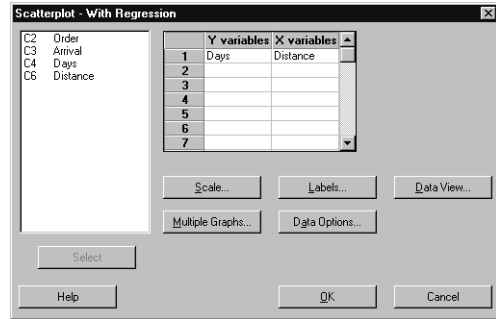 Scatterplot - With Regression
C2 Order
C3 Arrival
C4 Days
C6 Distance
Y variables X variables
1 Days Distance
2
3
4
5
6
7
Scale... Labels... Data View...
Multiple Graphs... Data Options...
Select
Help OK Cancel